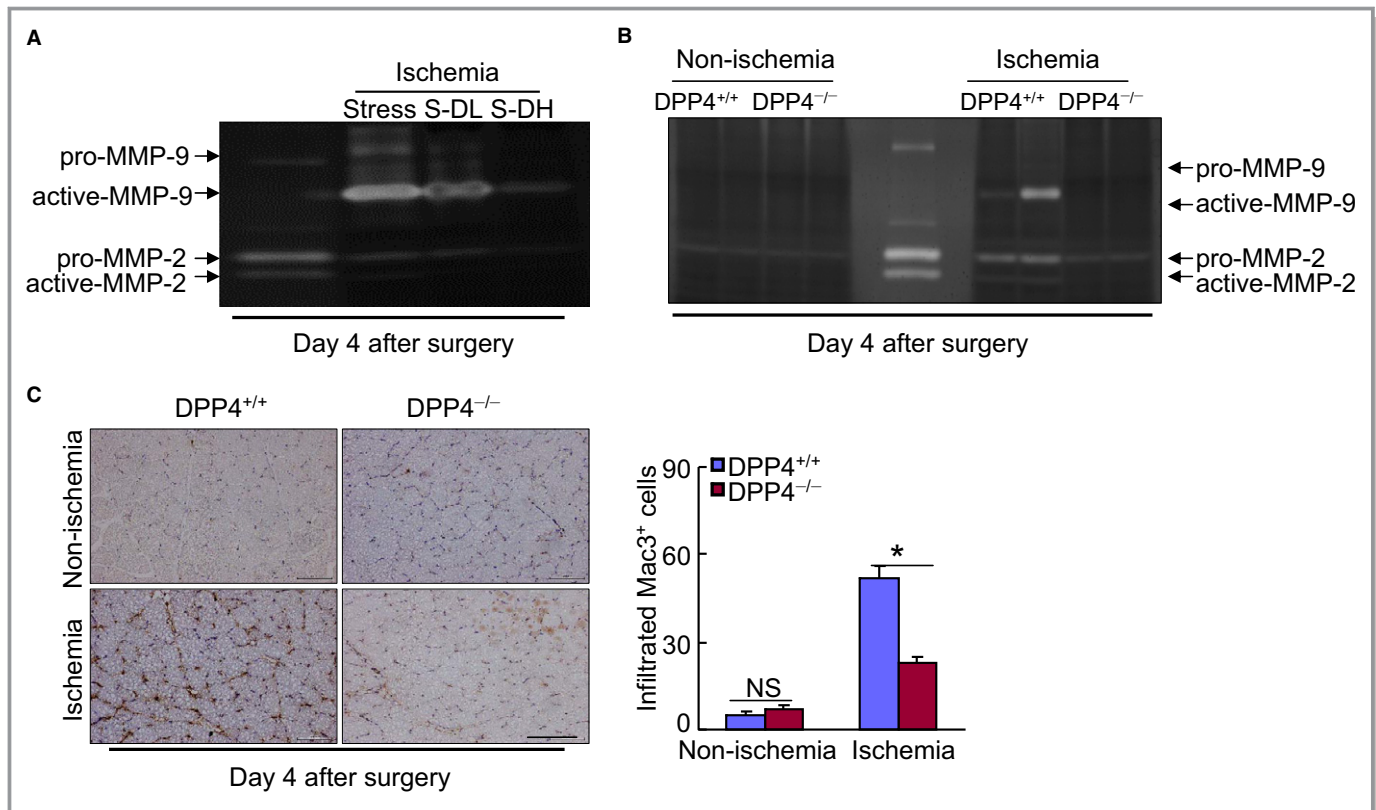 A
Ischemia
Stress S-DL S-DH
pro-MMP-9
active-MMP-9
pro-MMP-2
active-MMP-2
Day 4 after surgery
B
Non-ischemia Ischemia
DPP4+/+ DPP4−/− DPP4+/+ DPP4−/−
pro-MMP-9
active-MMP-9
pro-MMP-2
active-MMP-2
Day 4 after surgery
C
DPP4+/+ DPP4−/−
Non-ischemia
Ischemia
Day 4 after surgery
Infiltrated Mac3+ cells
90
60
30
0
DPP4+/+
DPP4−/−
NS
*
Non-ischemia Ischemia